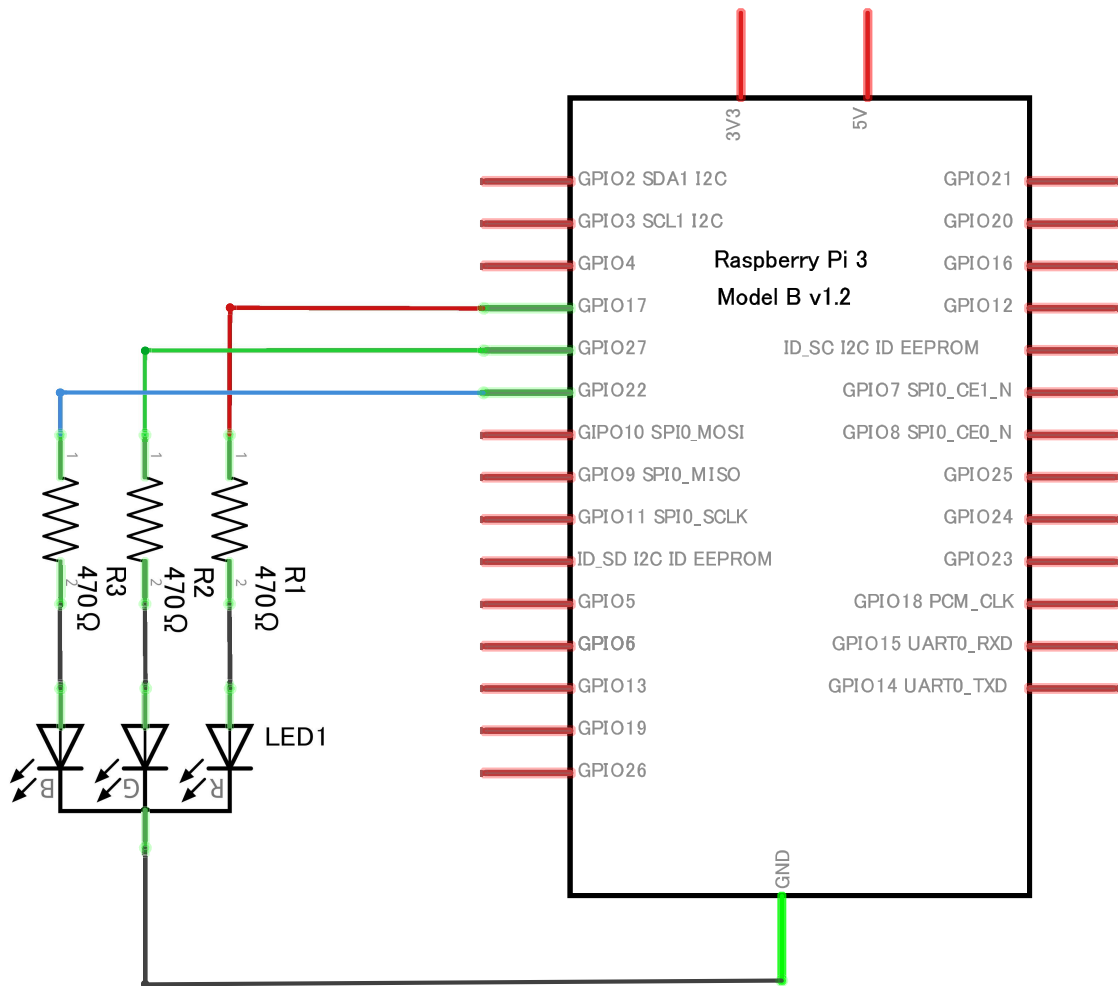 3V3
5V
GPIO2 SDA1 I2C
GPIO21
GPIO3 SCL1 I2C
GPIO20
GPIO4
Raspberry Pi 3
Model B v1.2
GPIO16
GPIO17
GPIO12
GPIO27
ID_SC I2C ID EEPROM
GPIO22
GPIO7 SPI0_CE1_N
GIPO10 SPI0_MOSI
GPIO8 SPI0_CE0_N
GPIO9 SPI0_MISO
GPIO25
GPIO11 SPI0_SCLK
GPIO24
ID_SD I2C ID EEPROM
GPIO23
GPIO5
GPIO18 PCM_CLK
GPIO6
GPIO15 UART0_RXD
GPIO13
GPIO14 UART0_TXD
GPIO19
GPIO26
GND
1
1
1
2
2
2
R3
470Ω
R2
470Ω
R1
470Ω
LED1
B
G
R